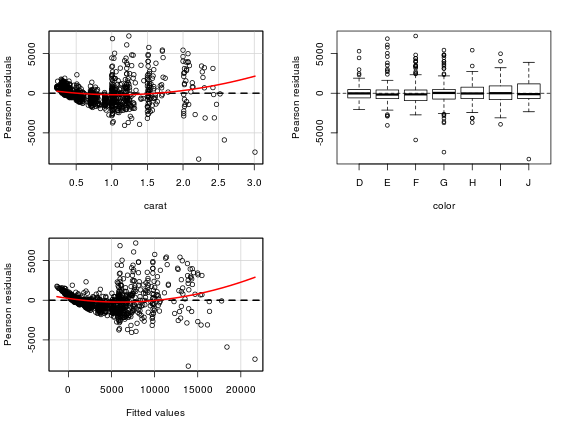 Pearson residuals
5000
0
-5000
0.5 1.0 1.5 2.0 2.5 3.0
carat
Pearson residuals
5000
0
-5000
D E F G H I J
color
Pearson residuals
5000
0
-5000
0 5000 10000 15000 20000
Fitted values